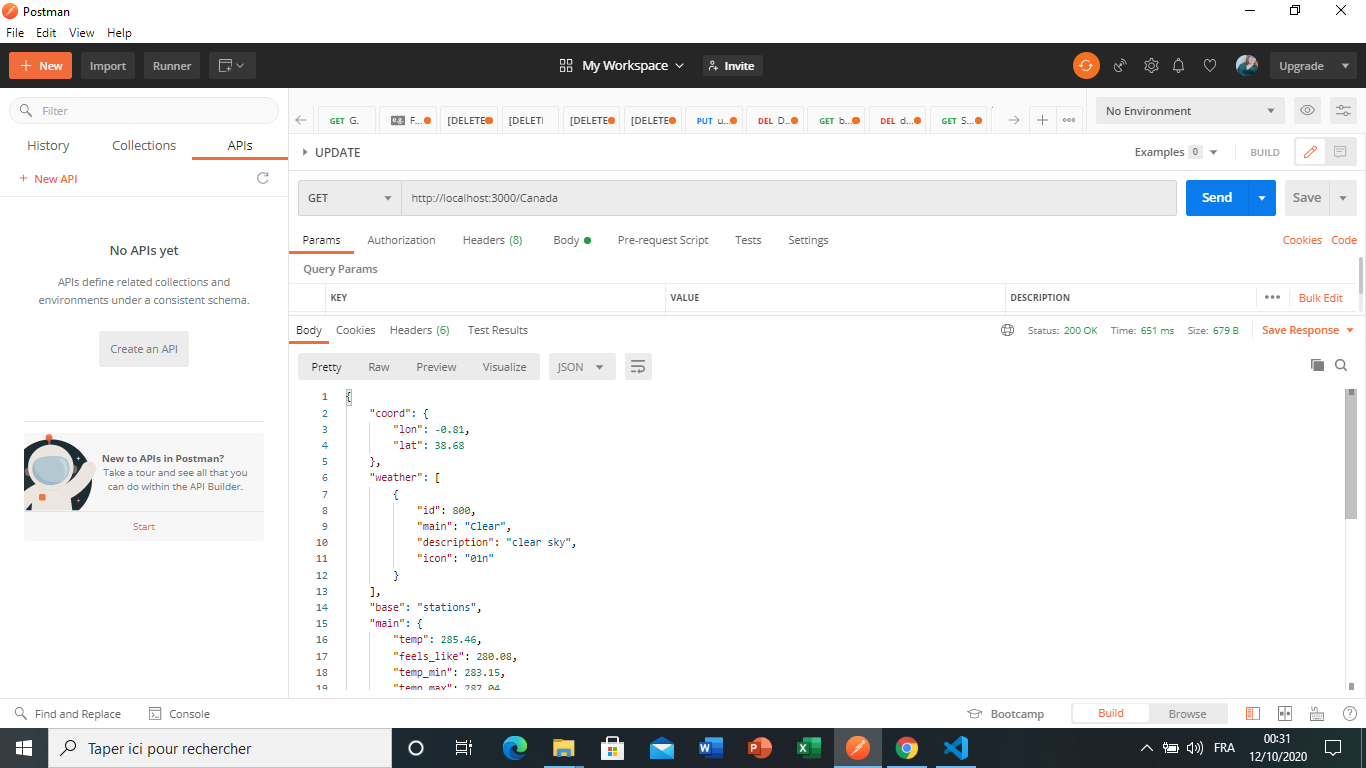 Postman
File Edit View Help
+ New Import Runner My Workspace Invite Upgrade
Filter
GET G. e.g. F... [DELETE [DELETI [DELETE [DELETE PUT u... DEL D... GET b... DEL d... GET S... + ••• No Environment
History Collections APIs
+ New API
No APIs yet
APIs define related collections and
environments under a consistent schema.
Create an API
New to APIs in Postman?
Take a tour and see all that you
can do within the API Builder.
Start
UPDATE Examples 0 BUILD
GET http://localhost:3000/Canada Send Save
Params Authorization Headers (8) Body Pre-request Script Tests Settings Cookies Code
Query Params
KEY VALUE DESCRIPTION ••• Bulk Edit
Body Cookies Headers (6) Test Results Status: 200 OK Time: 651 ms Size: 679 B Save Response
Pretty Raw Preview Visualize JSON
1 {
2 "coord": {
3 "lon": -0.81,
4 "lat": 38.68
5 },
6 "weather": [
7 {
8 "id": 800,
9 "main": "Clear",
10 "description": "clear sky",
11 "icon": "01n"
12 }
13 ],
14 "base": "stations",
15 "main": {
16 "temp": 285.46,
17 "feels_like": 280.08,
18 "temp_min": 283.15,
19 "temp_max": 287.04
Find and Replace Console Bootcamp Build Browse
Taper ici pour rechercher FRA 00:31
12/10/2020